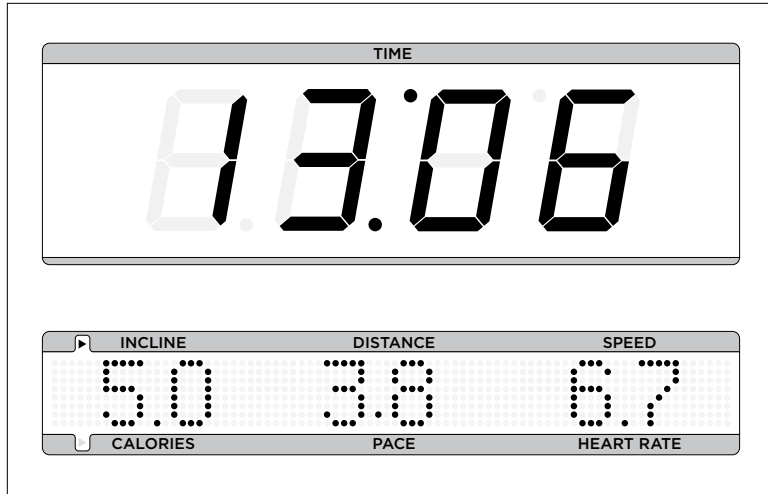 TIME
13:06
INCLINE DISTANCE SPEED
5.0 3.8 6.7
CALORIES PACE HEART RATE